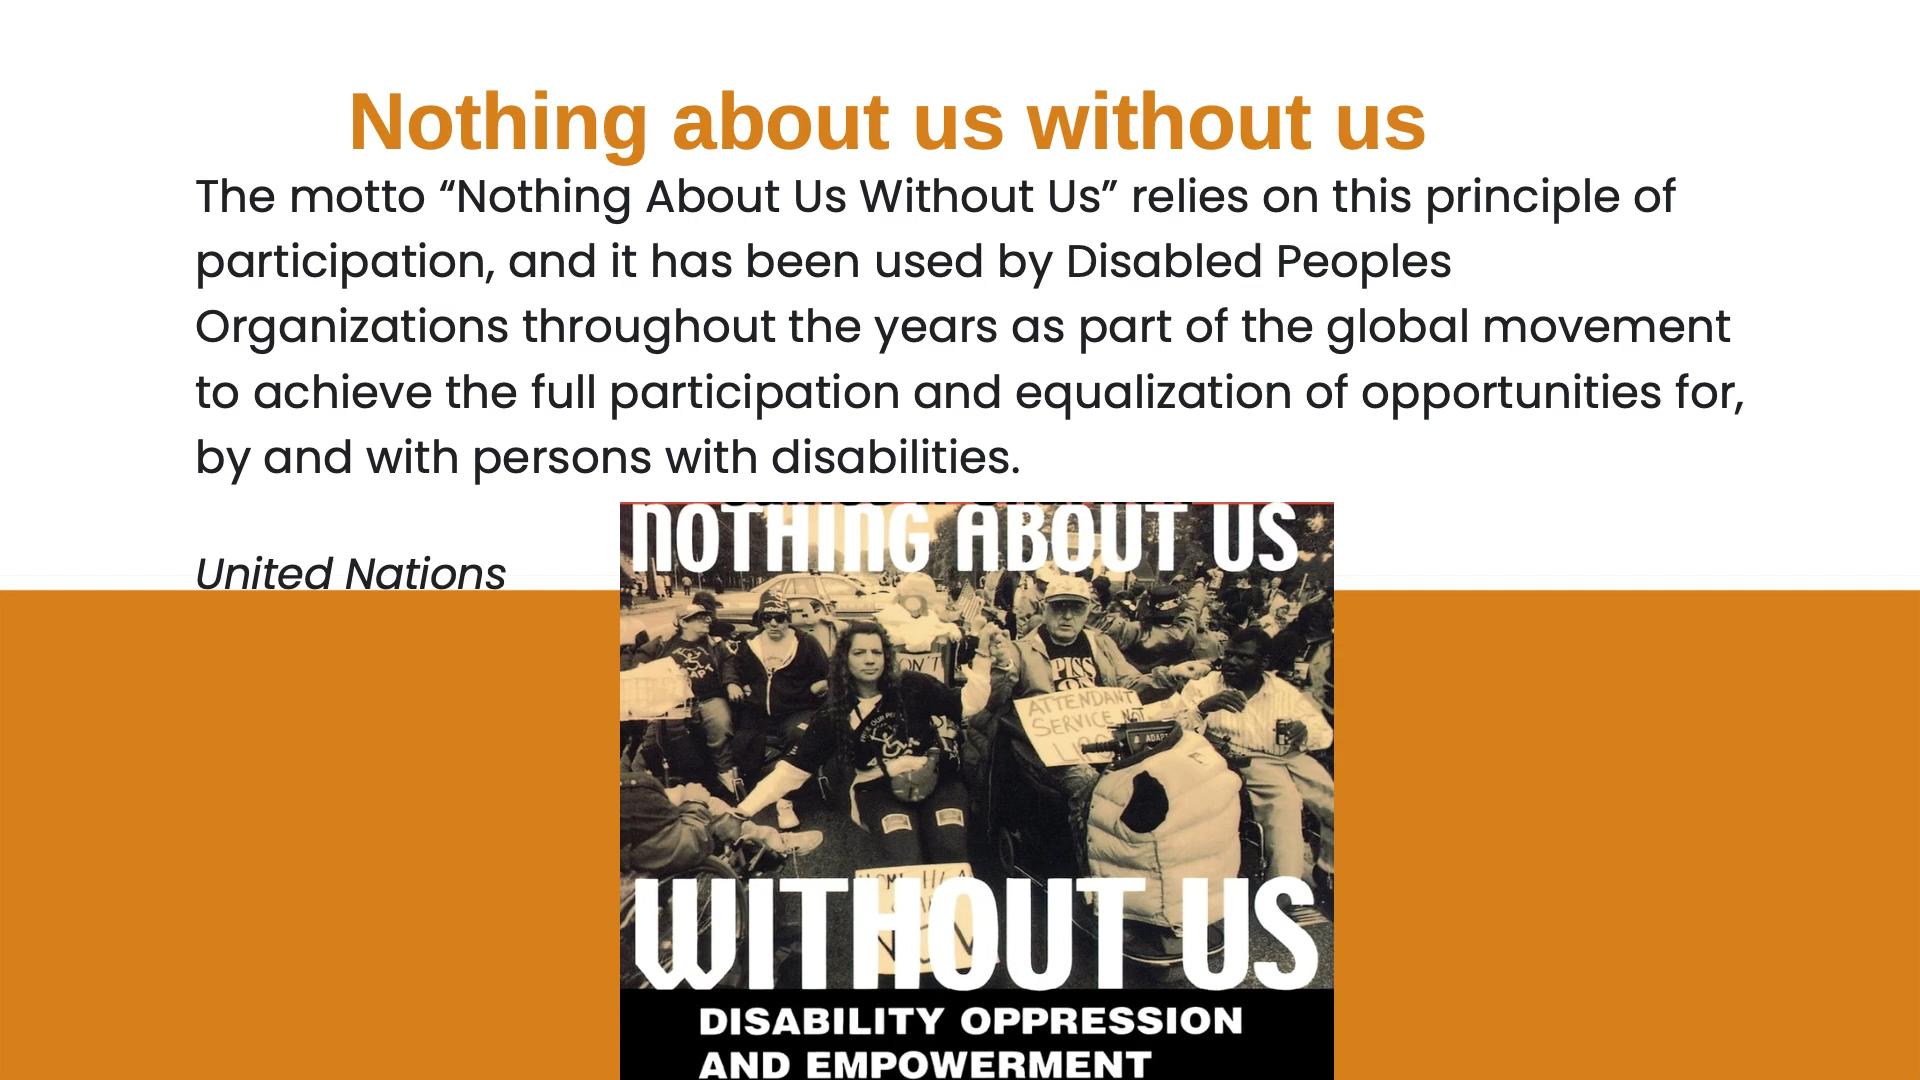 Nothing about us without us
The motto “Nothing About Us Without Us” relies on this principle of
participation, and it has been used by Disabled Peoples
Organizations throughout the years as part of the global movement
to achieve the full participation and equalization of opportunities for,
by and with persons with disabilities.
United Nations
NOTHING ABOUT US
ATTENDANT
SERVICE NOT
ADAPT
WITHOUT US
DISABILITY OPPRESSION
AND EMPOWERMENT